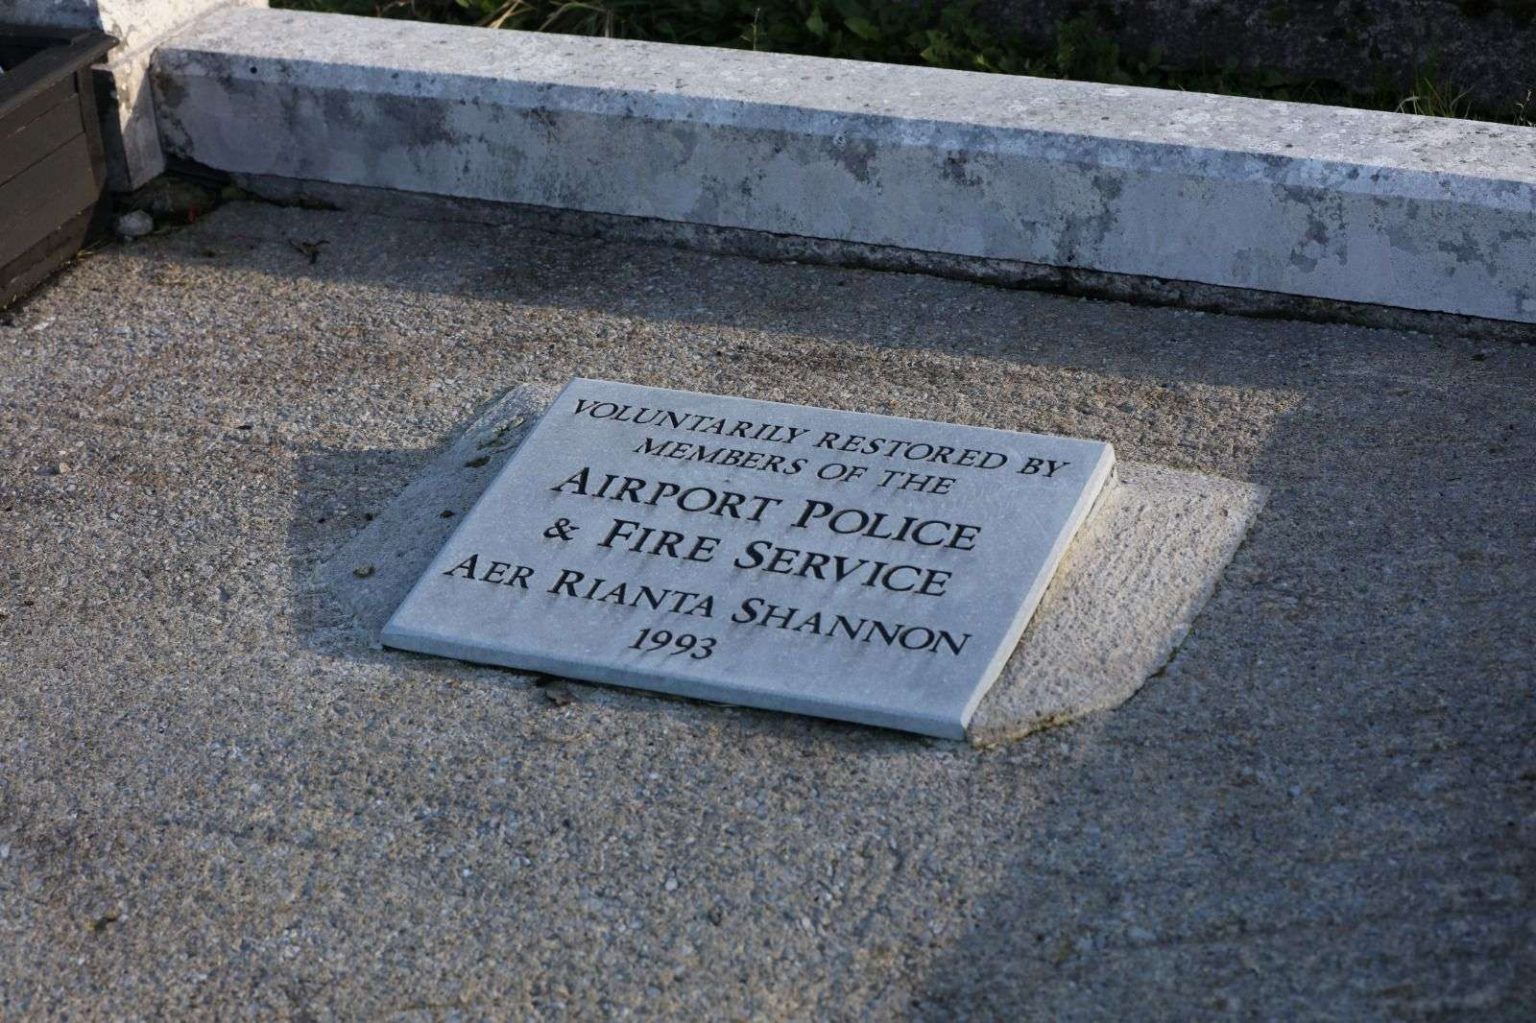 VOLUNTARILY RESTORED BY
MEMBERS OF THE
AIRPORT POLICE
& FIRE SERVICE
AER RIANTA SHANNON
1993